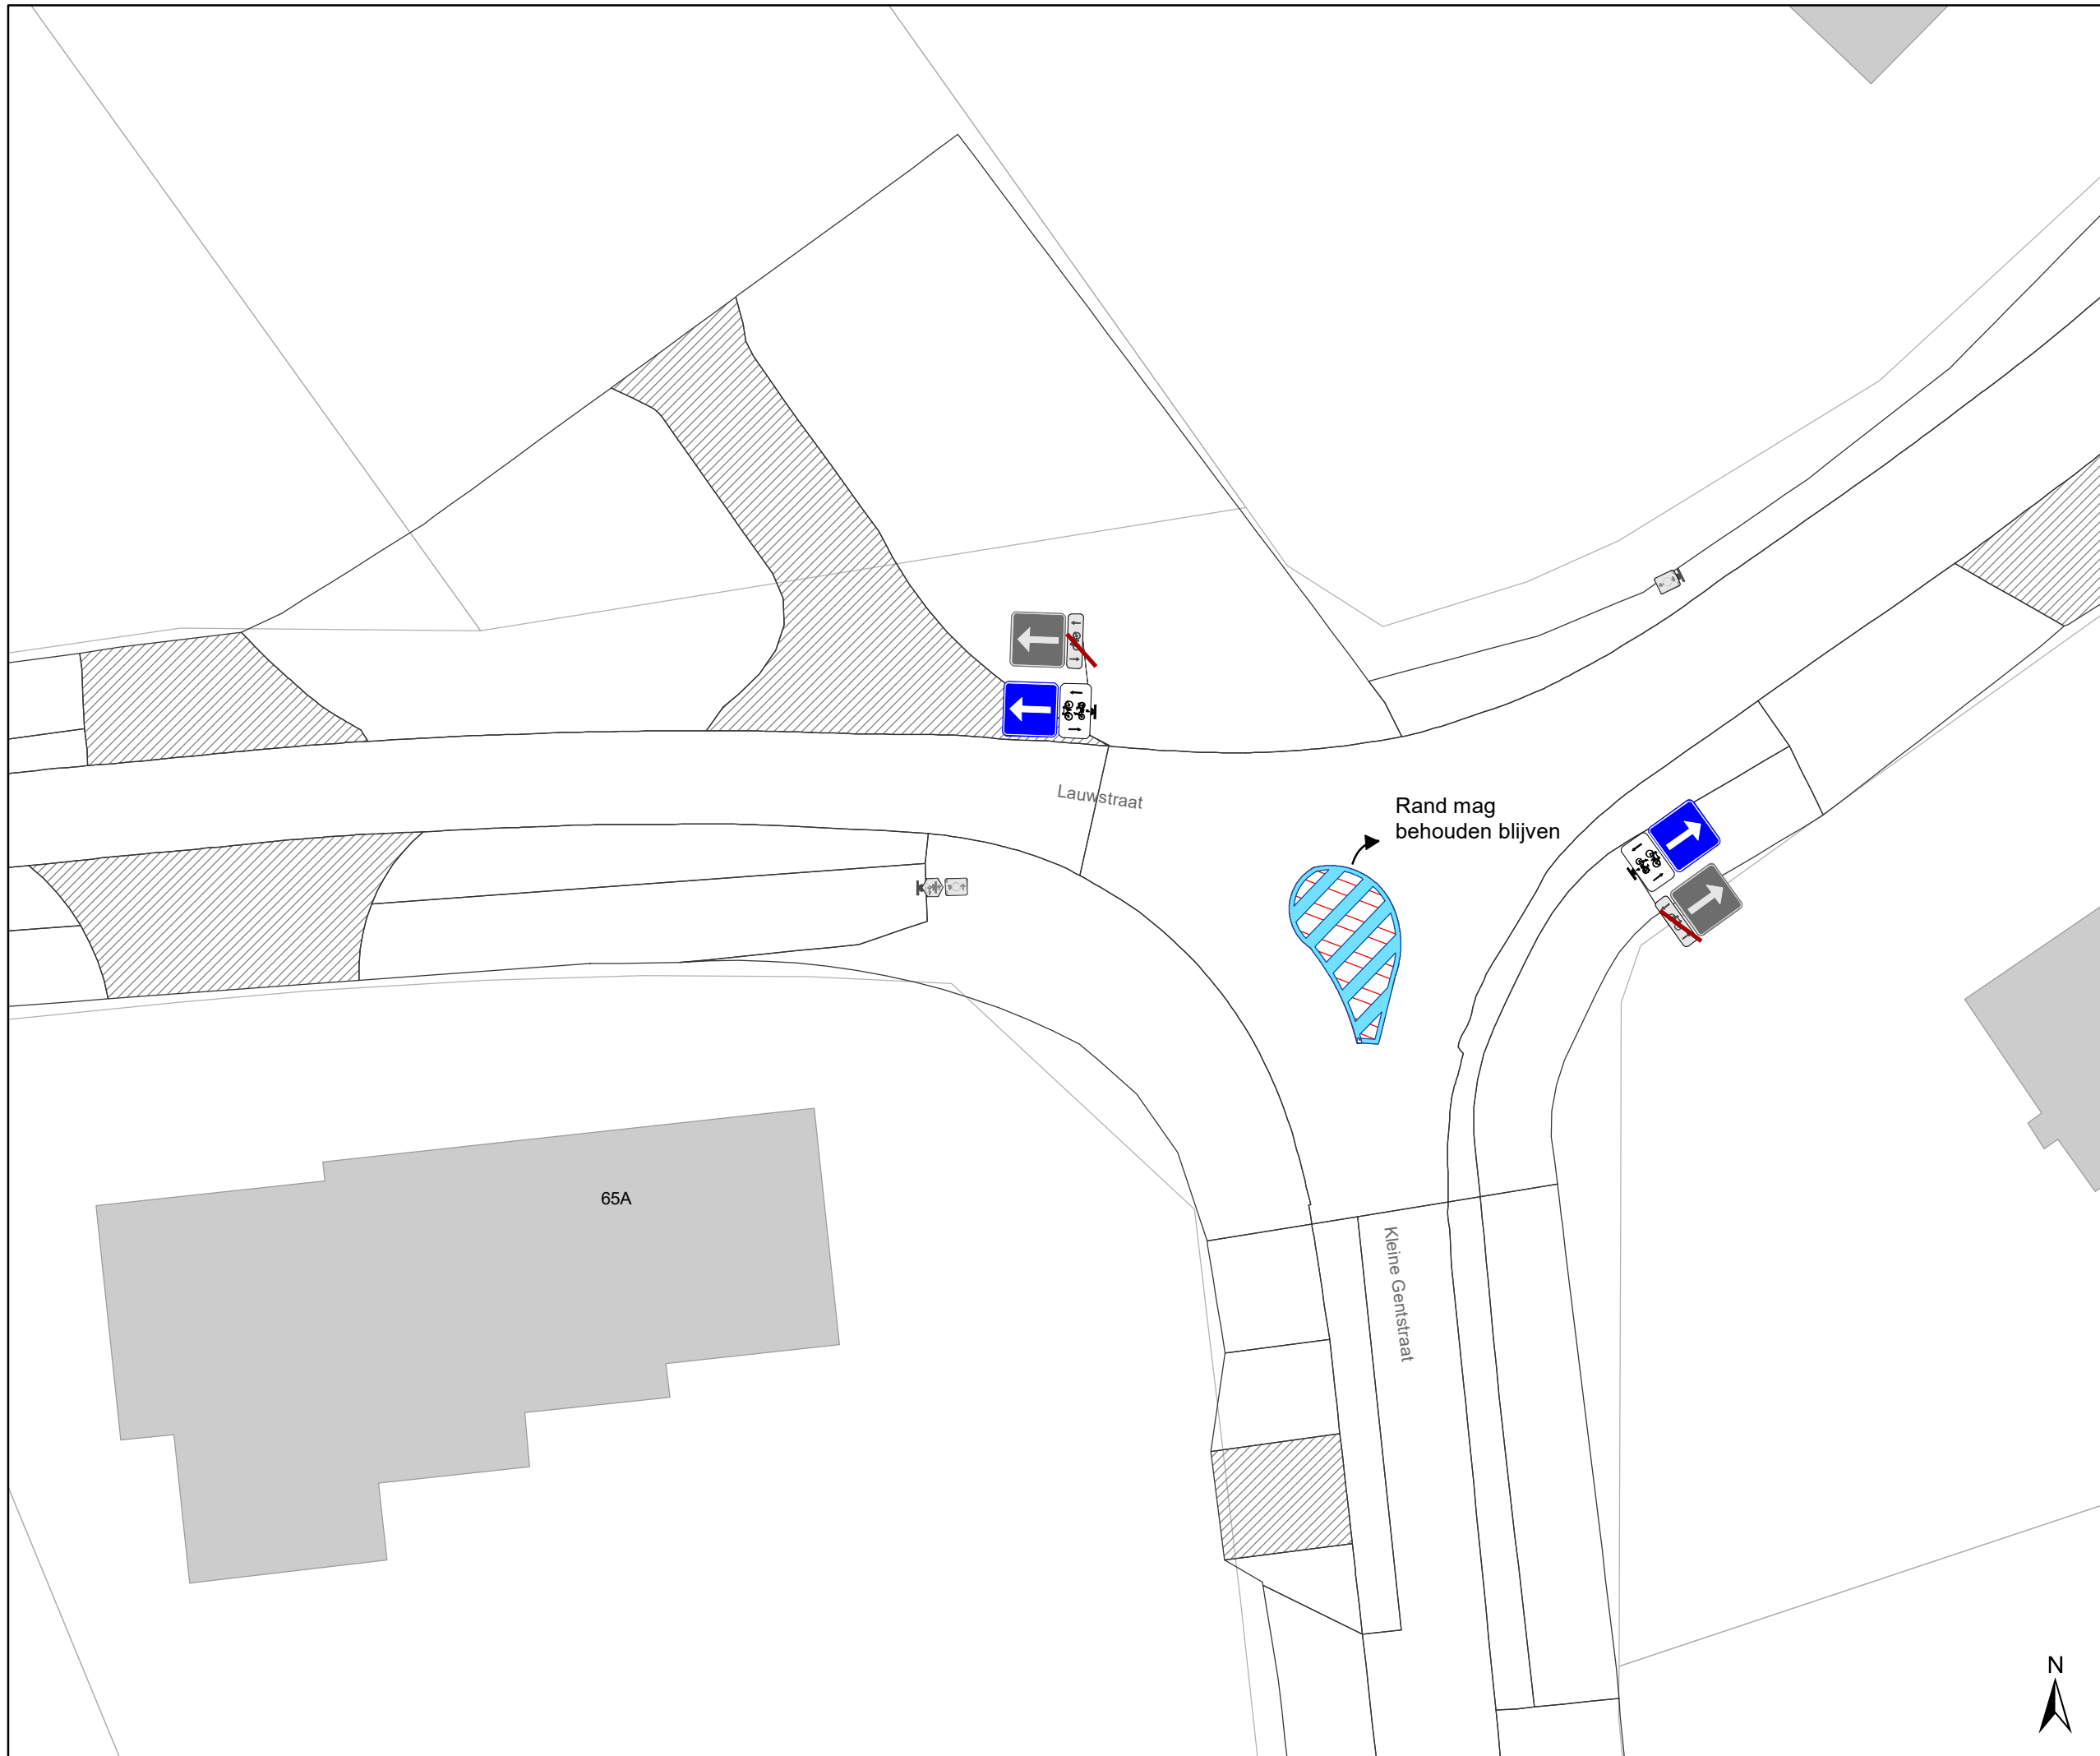 Lauwstraat
Rand mag
behouden blijven
65A
Kleine Gentstraat
N